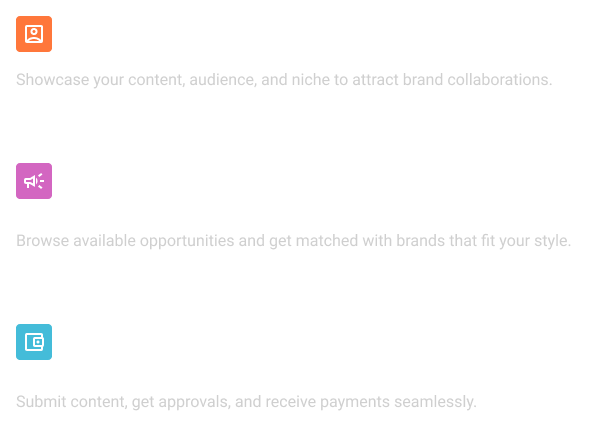 Showcase your content, audience, and niche to attract brand collaborations.
Browse available opportunities and get matched with brands that fit your style.
Submit content, get approvals, and receive payments seamlessly.